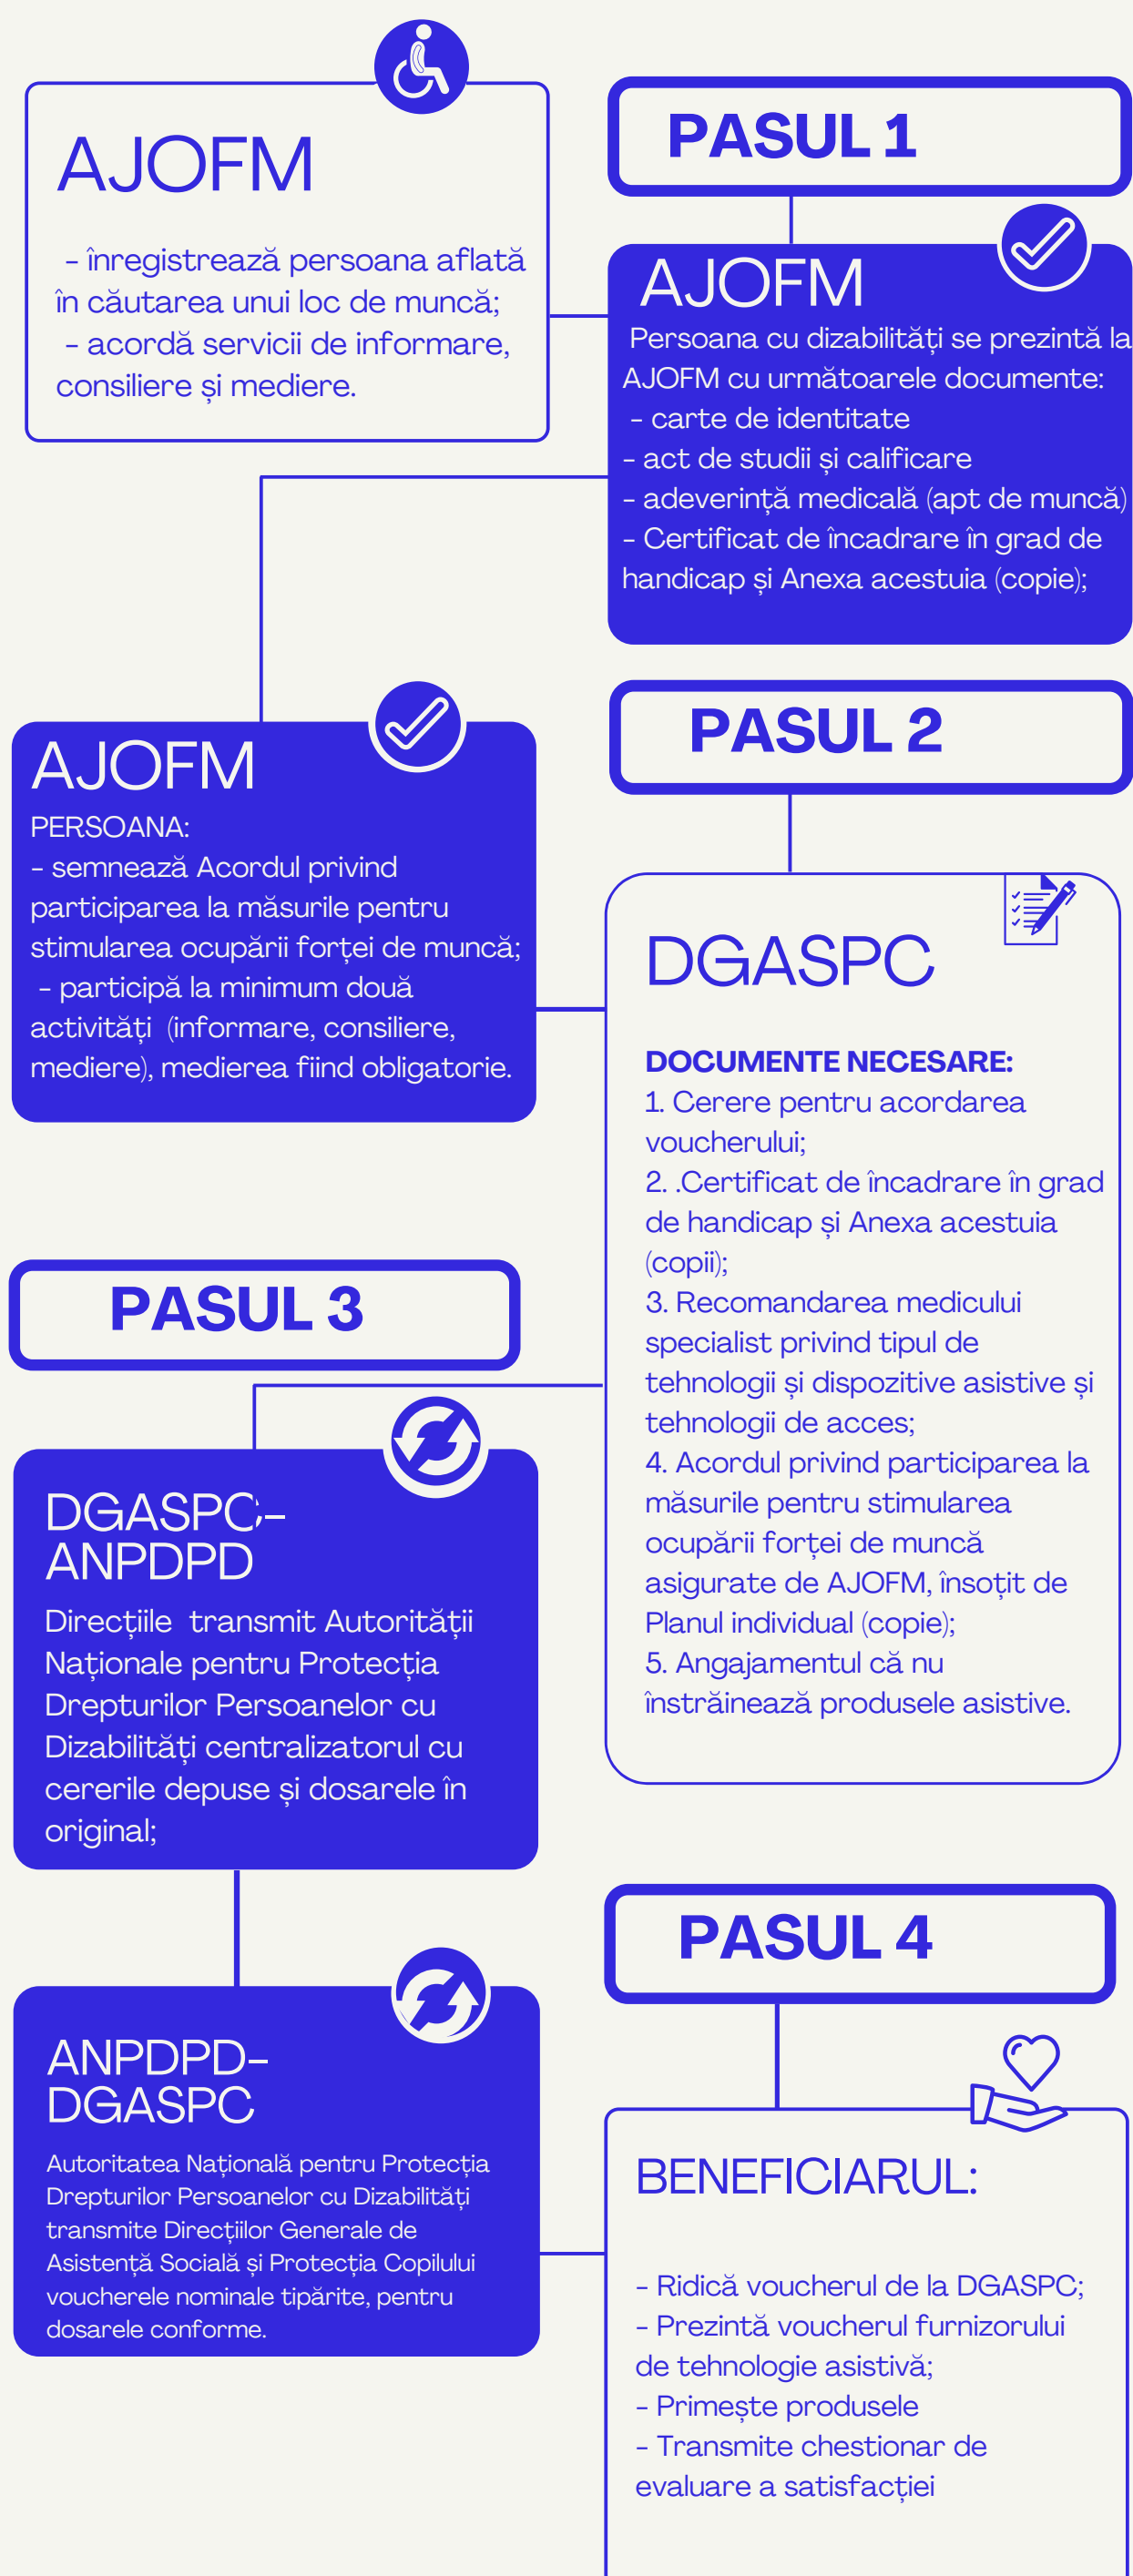 AJOFM
- înregistrează persoana aflată
în căutarea unui loc de muncă;
- acordă servicii de informare,
consiliere și mediere.
PASUL 1
AJOFM
Persoana cu dizabilități se prezintă la
AJOFM cu următoarele documente:
- carte de identitate
- act de studii și calificare
- adeverință medicală (apt de muncă)
- Certificat de încadrare în grad de
handicap și Anexa acestuia (copie);
AJOFM
PERSOANA:
- semnează Acordul privind
participarea la măsurile pentru
stimularea ocupării forței de muncă;
- participă la minimum două
activități (informare, consiliere,
mediere), medierea fiind obligatorie.
PASUL 2
DGASPC
DOCUMENTE NECESARE:
1. Cerere pentru acordarea
voucherului;
2. .Certificat de încadrare în grad
de handicap și Anexa acestuia
(copii);
3. Recomandarea medicului
specialist privind tipul de
tehnologii și dispozitive asistive și
tehnologii de acces;
4. Acordul privind participarea la
măsurile pentru stimularea
ocupării forței de muncă
asigurate de AJOFM, însoțit de
Planul individual (copie);
5. Angajamentul că nu
înstrăinează produsele asistive.
PASUL 3
DGASPC-
ANPDPD
Direcțiile transmit Autorității
Naționale pentru Protecția
Drepturilor Persoanelor cu
Dizabilități centralizatorul cu
cererile depuse și dosarele în
original;
ANPDPD-
DGASPC
Autoritatea Națională pentru Protecția
Drepturilor Persoanelor cu Dizabilități
transmite Direcțiilor Generale de
Asistență Socială și Protecția Copilului
voucherele nominale tipărite, pentru
dosarele conforme.
PASUL 4
BENEFICIARUL:
- Ridică voucherul de la DGASPC;
- Prezintă voucherul furnizorului
de tehnologie asistivă;
- Primește produsele
- Transmite chestionar de
evaluare a satisfacției